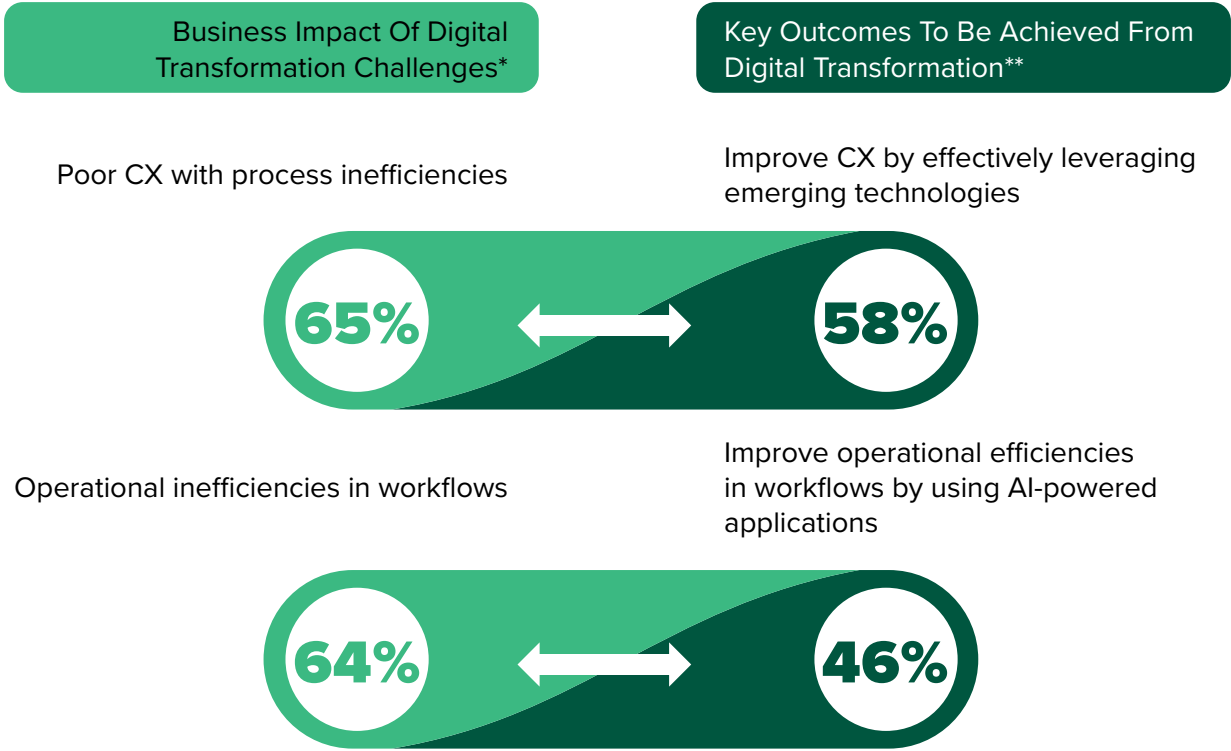 Business Impact Of Digital
Transformation Challenges*
Key Outcomes To Be Achieved From
Digital Transformation**
Poor CX with process inefficiencies
Improve CX by effectively leveraging
emerging technologies
65%
58%
Operational inefficiencies in workflows
Improve operational efficiencies
in workflows by using AI-powered
applications
64%
46%